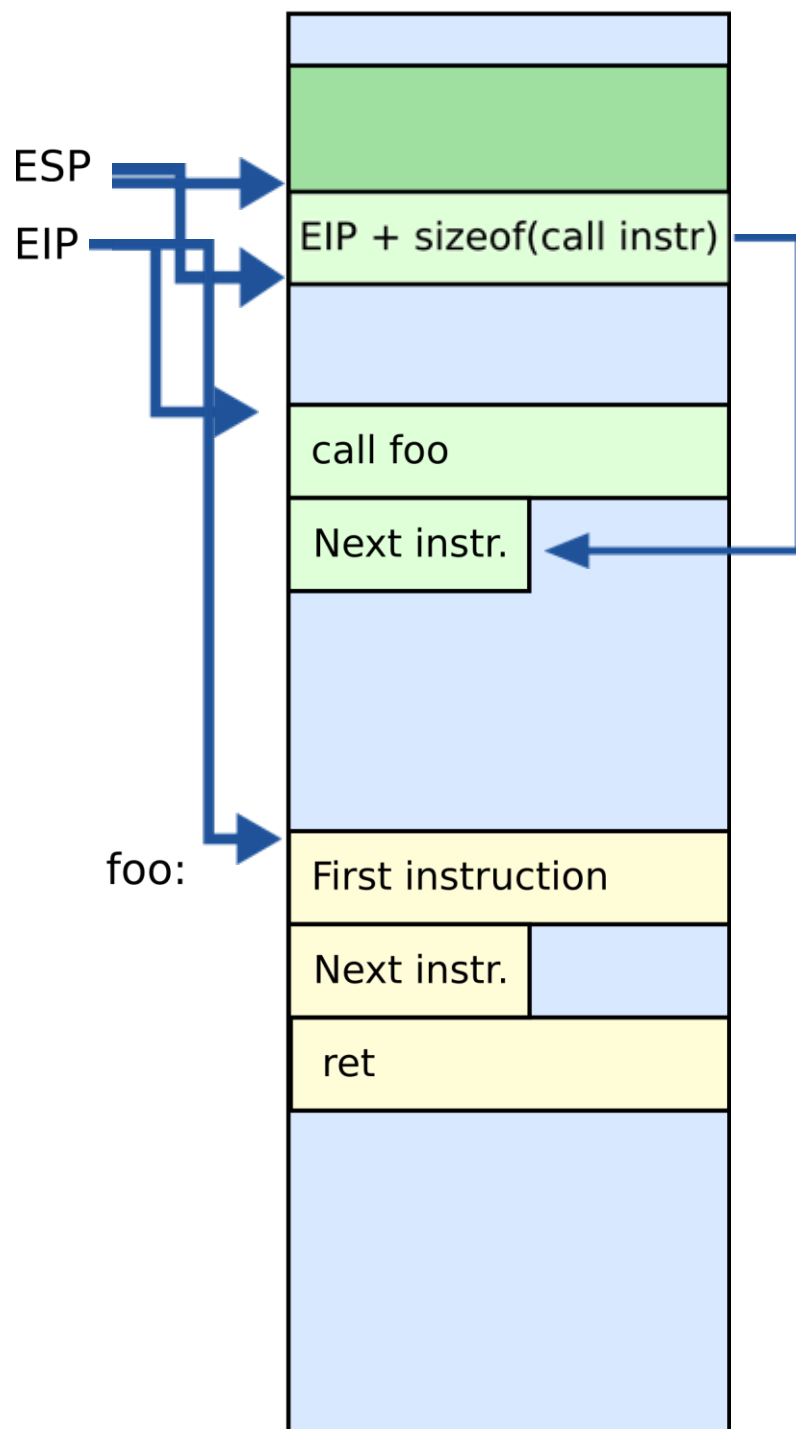 ESP
EIP
EIP + sizeof(call instr)
call foo
Next instr.
foo:
First instruction
Next instr.
ret